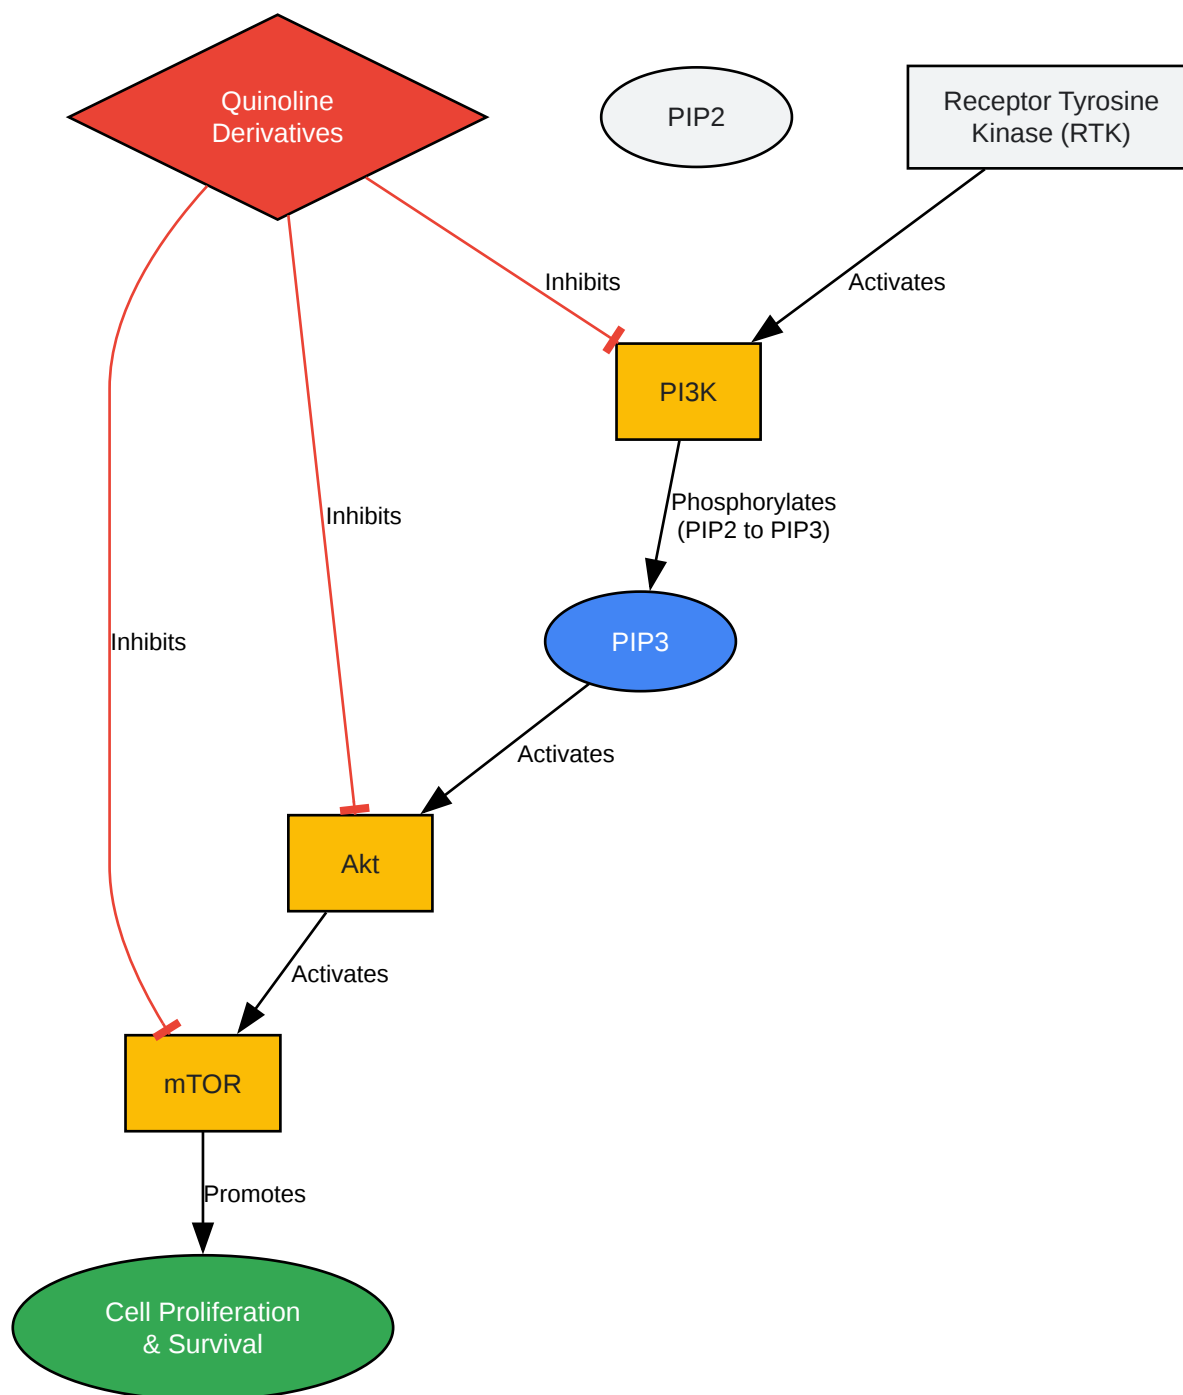 Quinoline
Derivatives
PIP2
Receptor Tyrosine
Kinase (RTK)
Inhibits
Activates
PI3K
Phosphorylates
(PIP2 to PIP3)
Inhibits
Inhibits
PIP3
Activates
Akt
Activates
mTOR
Promotes
Cell Proliferation
& Survival